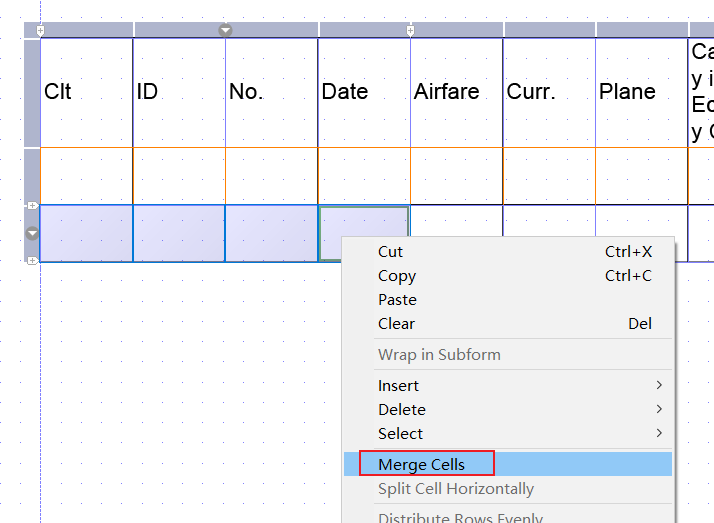 Clt ID No. Date Airfare Curr. Plane
Ca
y i
Ec
y C
Cut Ctrl+X
Copy Ctrl+C
Paste
Clear Del
Wrap in Subform
Insert
Delete
Select
Merge Cells
Split Cell Horizontally
Distribute Rows Evenly